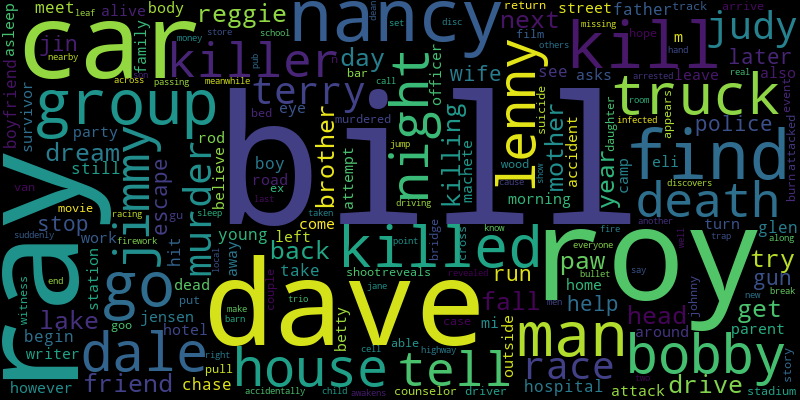 leaf
meet
alive
body
reggie
nancy
return
street
father
track
arrive
dean
set
disc
car
asleep
jin
nearby
family
store
school
killer
day
n
officer
next
film
m
missing
hope
kill
judy
later
across
money
passing
meanwhile
pub
bar
call
wife
see
asks
others
hand
leave
also
arrested
real
event
boyfriend
survivor
group
terry
night
lenny
suicide
truck
room
police
infected
party
bed
eye
murdered
killing
machete
accident
mother
daughter
appears
dream
still
jimmy
rod
boy
brother
attempt
jump
wood
year
camp
find
eli
discovers
attacked
burn
van
escape
murder
believe
road
ex
driving
show
cause
morning
death
movie
racing
gu
sleep
last
bill
come
taken
bridge
cross
know
fire
another
turn
glen
suddenly
firework
hit
local
young
left
point
everyone
well
along
stop
work
away
back
killed
roy
trap
ray
end
station
dead
couple
shootreveals
revealed
bullet
say
johnny
new
try
break
witness
go
put
take
trio
jane
run
paw
home
gun
lake
goo
jensen
make
barn
dave
betty
case
fall
men
help
head
get
begin
hotel
mi
outside
man
around
parent
writer
dale
right
house
able
tell
race
two
bobby
story
however
friend
chase
pull
cell
highway
counselor
driver
hospital
attack
drive
stadium
accidentally
child
awakens